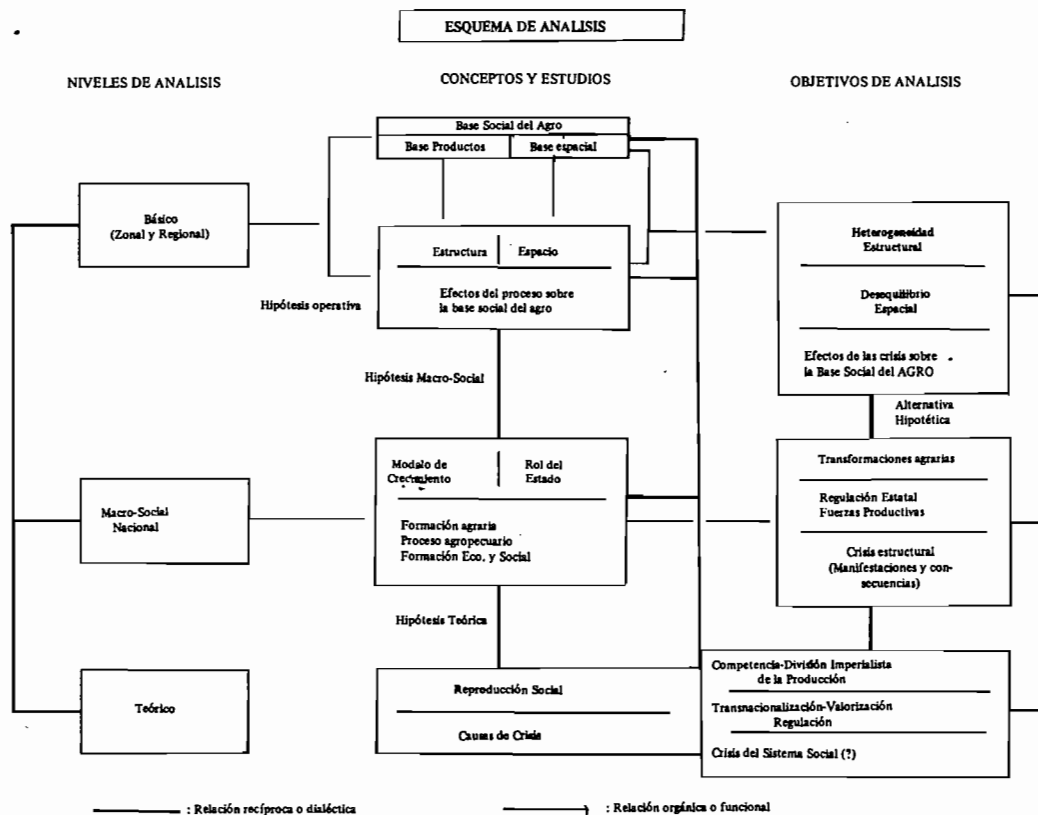 ESQUEMA DE ANALISIS
NIVELES DE ANALISIS
CONCEPTOS Y ESTUDIOS
OBJETIVOS DE ANALISIS
Base Social del Agro
Base Productos
Base espacial
Básico
(Zonal y Regional)
Estructura
Espacio
Efectos del proceso sobre
la base social del agro
Hipótesis operativa
Heterogeneidad
Estructural
Desequilibrio
Espacial
Efectos de las crisis sobre
la Base Social del AGRO
Hipótesis Macro-Social
Alternativa
Hipotética
Macro-Social
Nacional
Modalo de
Crecimiento
Rol del
Estado
Formación agraria
Proceso agropecuario
Formación Eco. y Social
Transformaciones agrarias
Regulación Estatal
Fuerzas Productivas
Crisis estructural
(Manifestaciones y con-
secuencias)
Hipótesis Teórica
Teórico
Reproducción Social
Causas de Crisis
Competencia-División Imperialista
de la Producción
Transnacionalización-Valorización
Regulación
Crisis del Sistema Social (?)
: Relación recíproca o dialéctica
: Relación orgánica o funcional